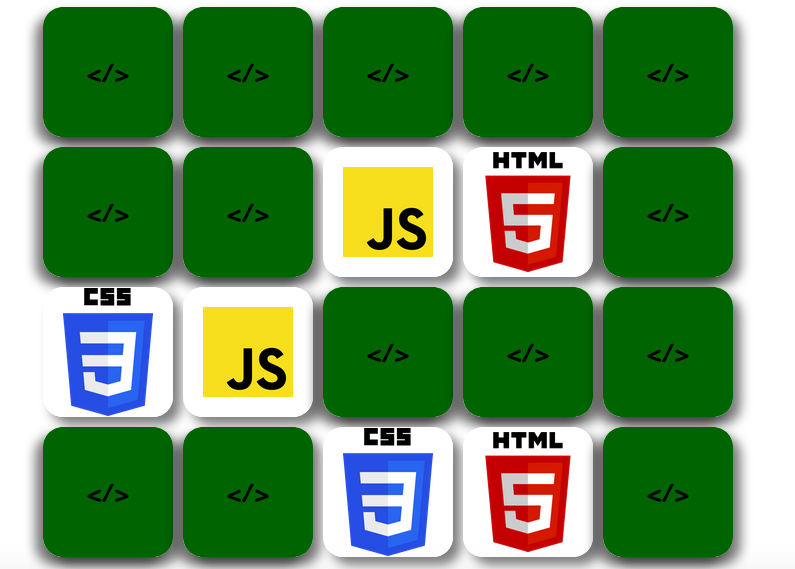 </> </> </> </> </>
</> </> JS HTML 5 </>
CSS 3 JS </> </> </>
</> </> CSS 3 HTML 5 </>